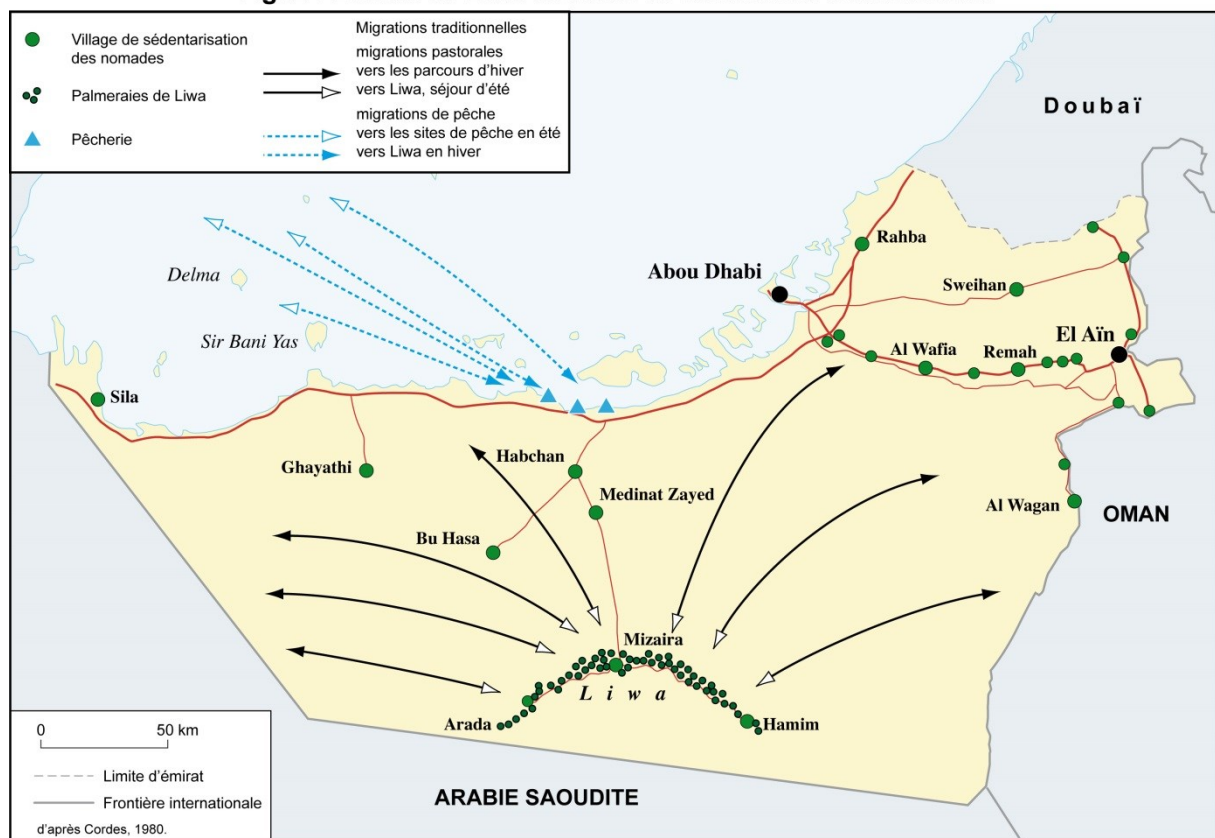 Village de sédentarisation
des nomades
Palmeraies de Liwa
Pêcherie
Migrations traditionnelles
migrations pastorales
vers les parcours d'hiver
vers Liwa, séjour d'été
migrations de pêche
vers les sites de pêche en été
vers Liwa en hiver
Doubaï
Rahba
Abou Dhabi
Delma
Sweihan
Sir Bani Yas
El Aïn
Al Wafia
Remah
Sila
Habchan
Ghayathi
Medinat Zayed
Al Wagan
OMAN
Bu Hasa
Mizaira
Liwa
Arada
Hamim
0 50 km
Limite d'émirat
Frontière internationale
d'après Cordes, 1980.
ARABIE SAOUDITE